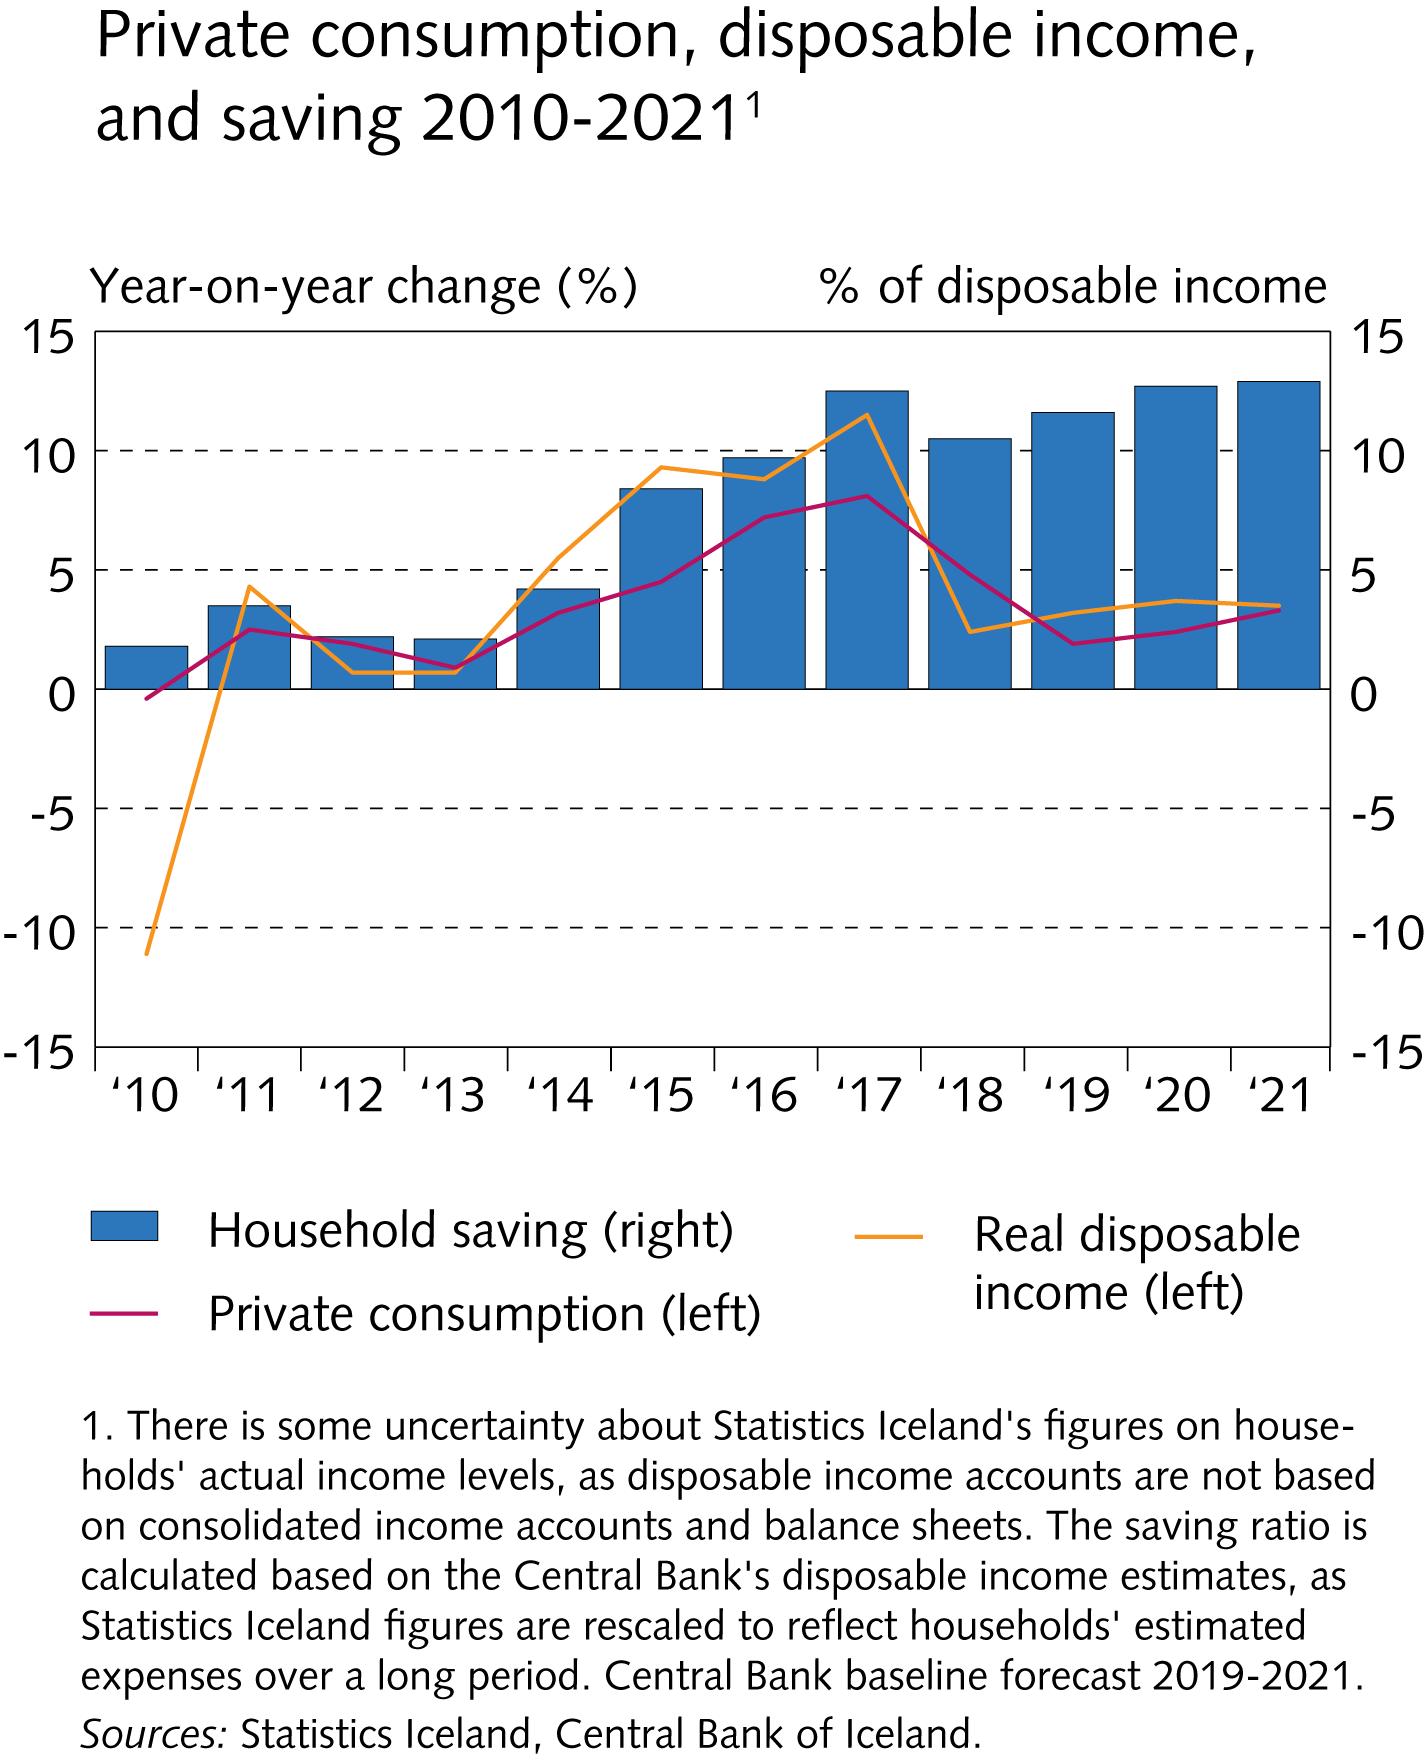 Private consumption, disposable income,
and saving 2010-2021¹
Year-on-year change (%)
% of disposable income
15
10
5
0
-5
-10
-15
15
10
5
0
-5
-10
-15
‘10 ‘11 ‘12 ‘13 ‘14 ‘15 ‘16 ‘17 ‘18 ‘19 ‘20 ‘21
Household saving (right)
Private consumption (left)
Real disposable
income (left)
1. There is some uncertainty about Statistics Iceland's figures on house-
holds' actual income levels, as disposable income accounts are not based
on consolidated income accounts and balance sheets. The saving ratio is
calculated based on the Central Bank's disposable income estimates, as
Statistics Iceland figures are rescaled to reflect households' estimated
expenses over a long period. Central Bank baseline forecast 2019-2021.
Sources: Statistics Iceland, Central Bank of Iceland.